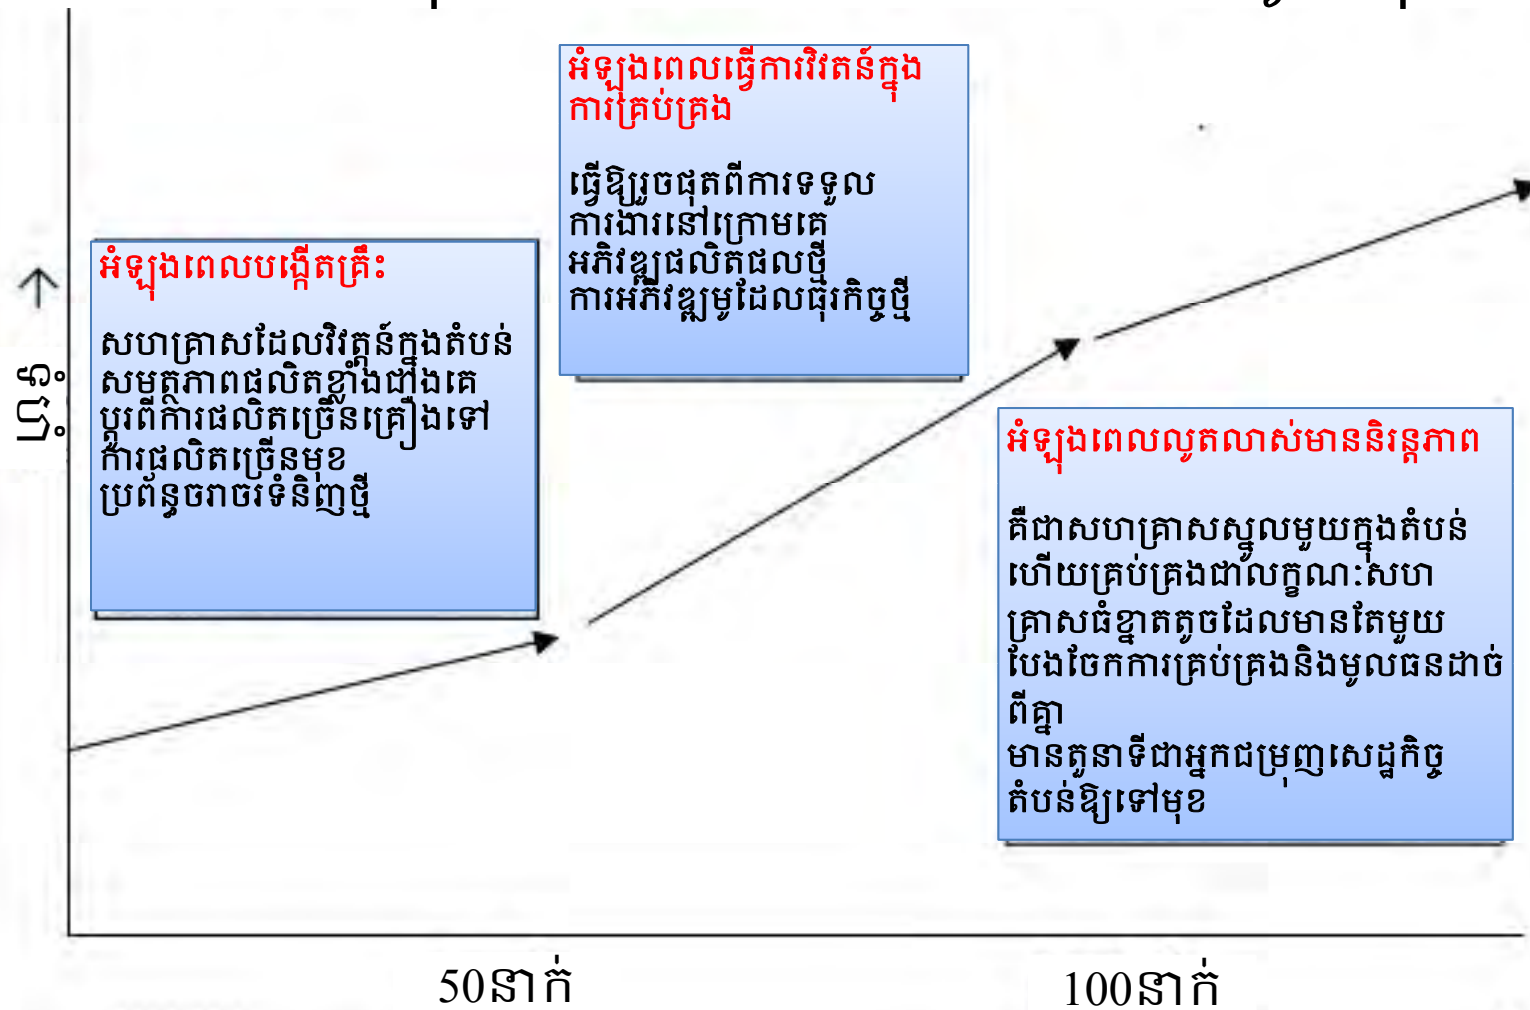 អំឡុងពេលធ្វើការវិវតន៍ក្នុង
ការគ្រប់គ្រង
ធ្វើឱ្យរួចផុតពីការទទួល
ការងារនៅក្រោមគេ
អភិវឌ្ឍផលិតផលថ្មី
ការអភិវឌ្ឍមូដែលធុរកិច្ចថ្មី
អំឡុងពេលបង្កើតគ្រឹះ
សហគ្រាសដែលវិវត្តន៍ក្នុងតំបន់
សមត្ថភាពផលិតខ្លាំងជាងគេ
ប្តូរពីការផលិតច្រើនគ្រឿងទៅ
ការផលិតច្រើនមុខ
ប្រព័ន្ធចរាចរទំនិញថ្មី
ទំហំ
អំឡុងពេលលូតលាស់មាននិរន្តភាព
គឺជាសហគ្រាសស្នូលមួយក្នុងតំបន់
ហើយគ្រប់គ្រងជាលក្ខណៈសហ
គ្រាសធំខ្នាតតូចដែលមានតែមួយ
បែងចែកការគ្រប់គ្រងនិងមូលធនដាច់
ពីគ្នា
មានតួនាទីជាអ្នកជម្រុញសេដ្ឋកិច្ច
តំបន់ឱ្យទៅមុខ
50នាក់
100នាក់